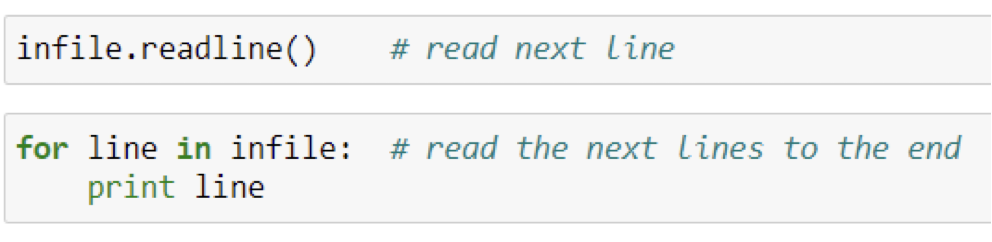 infile.readline()    # read next line
for line in infile:  # read the next lines to the end
    print line